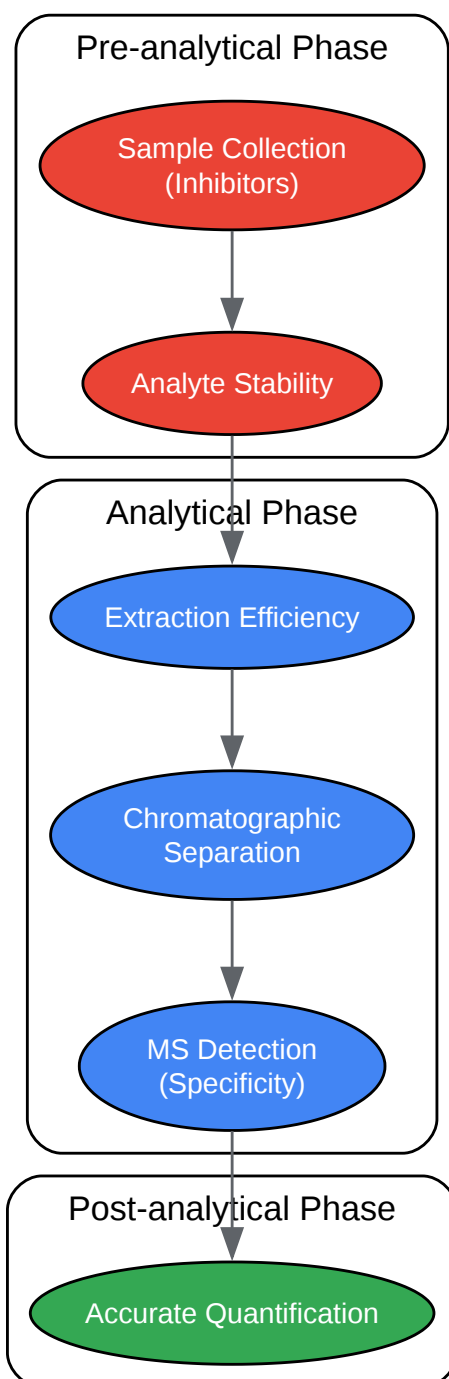 Pre-analytical Phase
Sample Collection
(Inhibitors)
Analyte Stability
Analytical Phase
Extraction Efficiency
Chromatographic
Separation
MS Detection
(Specificity)
Post-analytical Phase
Accurate Quantification